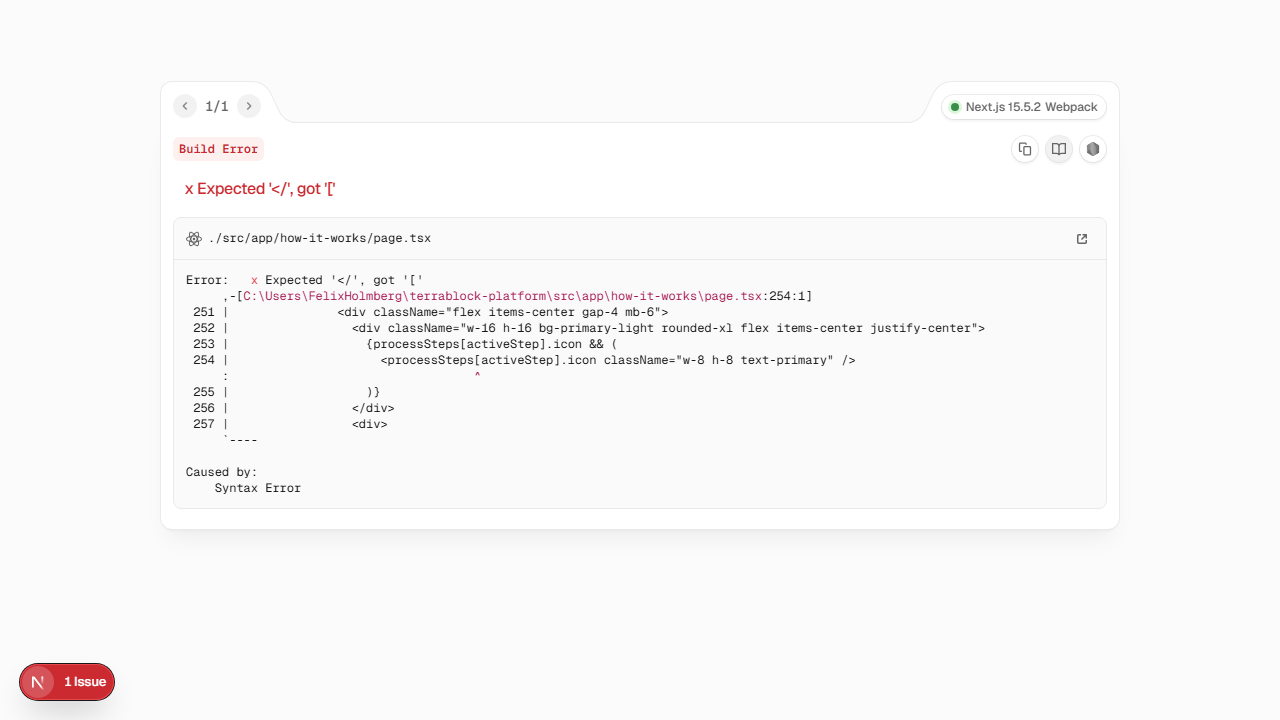 1/1
Next.js 15.5.2 Webpack
Build Error
x Expected '</', got '['
./src/app/how-it-works/page.tsx
Error:   x Expected '</', got '['
     ,-[C:\Users\FelixHolmberg\terrablock-platform\src\app\how-it-works\page.tsx:254:1]
 251 |               <div className="flex items-center gap-4 mb-6">
 252 |                 <div className="w-16 h-16 bg-primary-light rounded-xl flex items-center justify-center">
 253 |                   {processSteps[activeStep].icon && (
 254 |                     <processSteps[activeStep].icon className="w-8 h-8 text-primary" />
     :                                  ^
 255 |                   )}
 256 |                 </div>
 257 |                 <div>
     `----
Caused by:
    Syntax Error
N
1 Issue